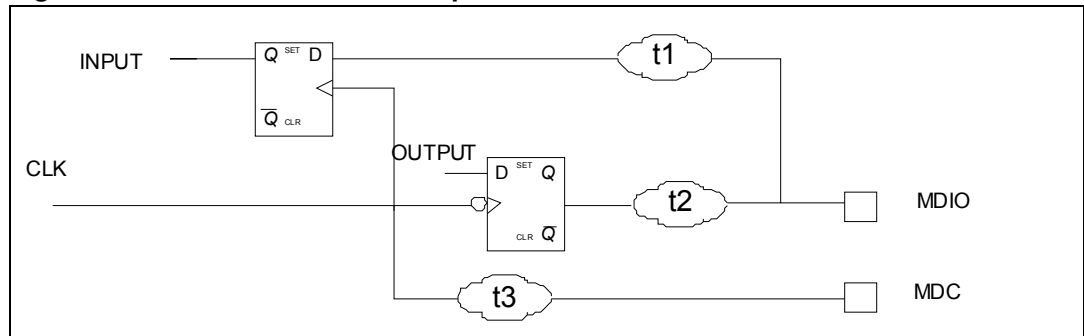 INPUT
Q SET D
Q CLR
t1
OUTPUT
D SET Q
CLR Q
CLK
t2
MDIO
t3
MDC